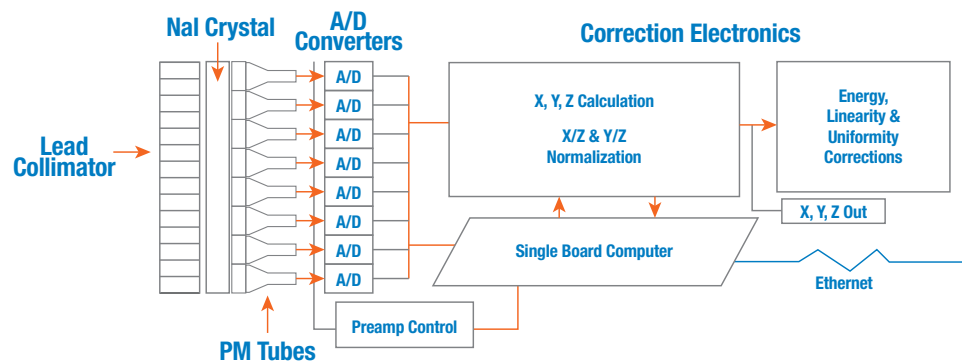 NaI Crystal
A/D
Converters
Correction Electronics
Lead
Collimator
A/D
A/D
A/D
A/D
A/D
A/D
A/D
A/D
X, Y, Z Calculation
X/Z & Y/Z
Normalization
Energy,
Linearity &
Uniformity
Corrections
X, Y, Z Out
Single Board Computer
Ethernet
Preamp Control
PM Tubes